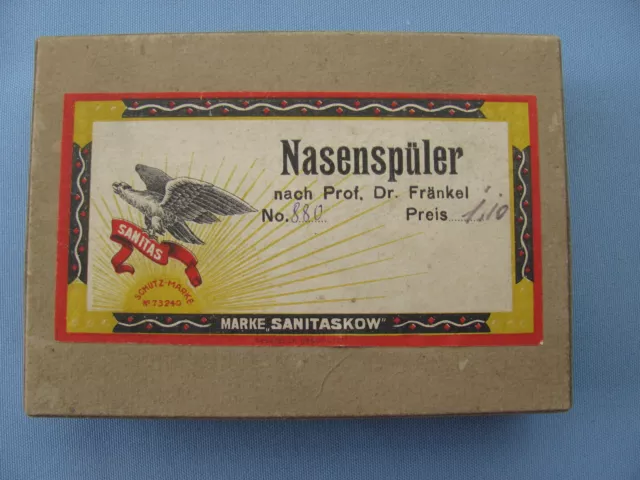 Nasenspüler
nach Prof. Dr. Fränkel
No. 880 Preis 1,10
SANITAS
SCHUTZ-MARKE
No 73240
MARKE „SANITASKOW"